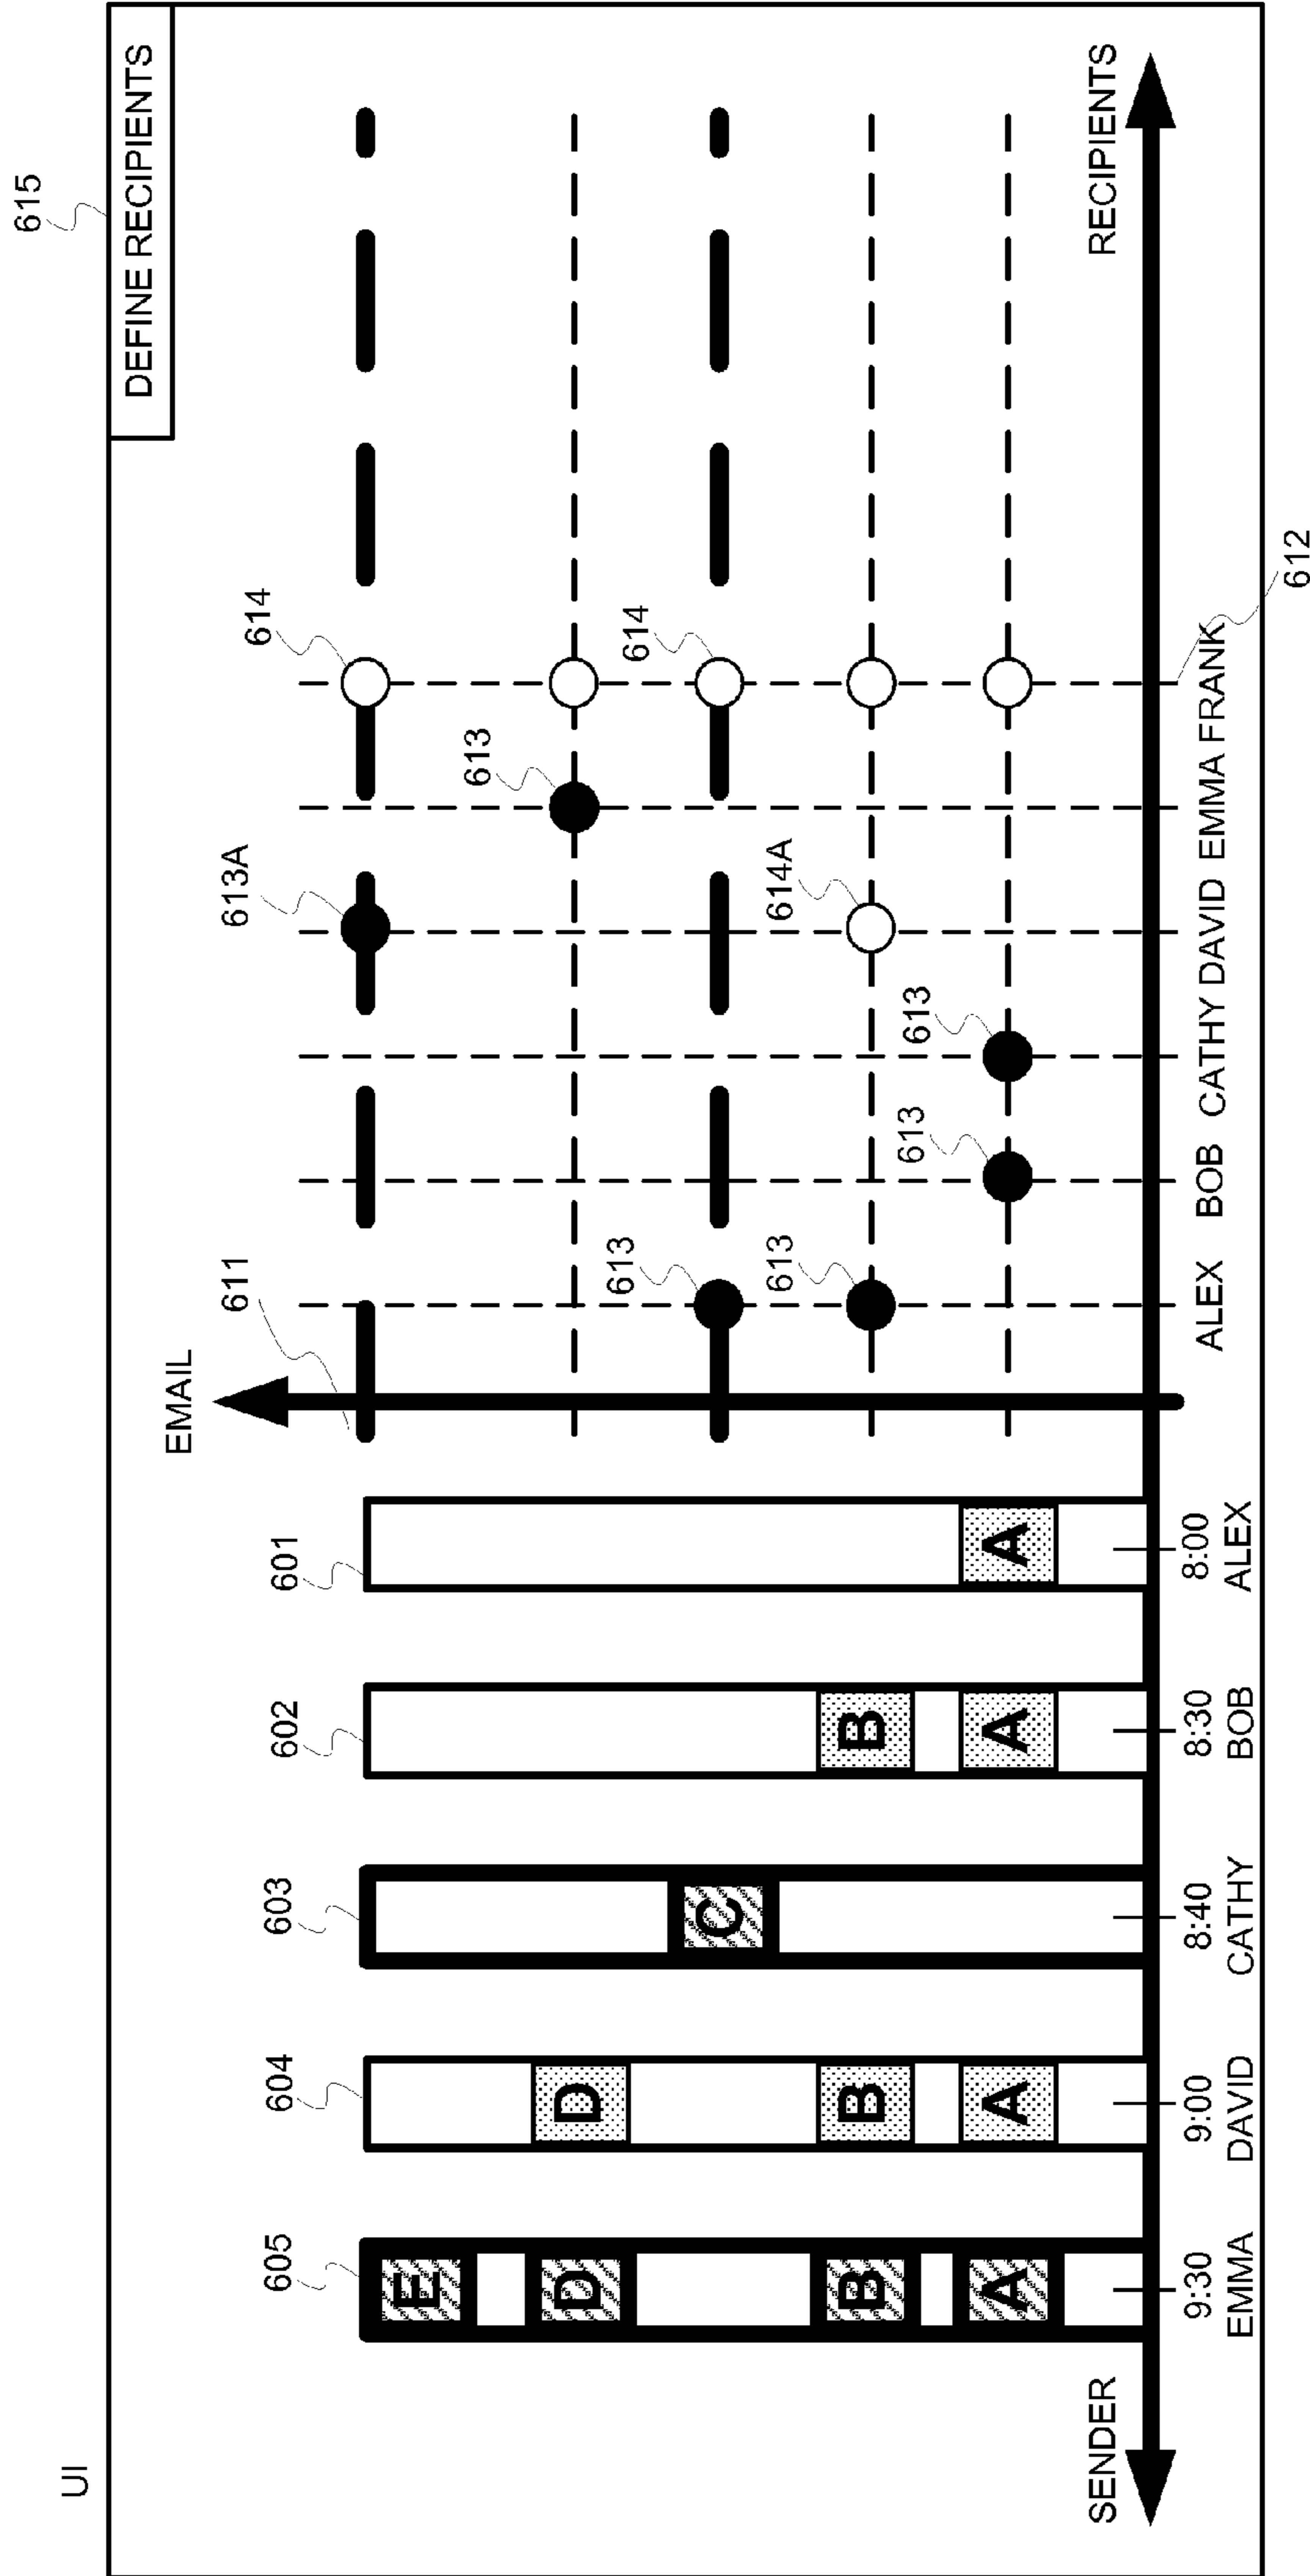 UI
615
DEFINE RECIPIENTS
EMAIL
611
613A
614
613
614
613
613
614A
613
613
605
604
603
602
601
E
D
D
C
B
B
B
A
A
A
A
SENDER
RECIPIENTS
9:30
9:00
8:40
8:30
8:00
EMMA
DAVID
CATHY
BOB
ALEX
ALEX BOB CATHY DAVID EMMA FRANK
612